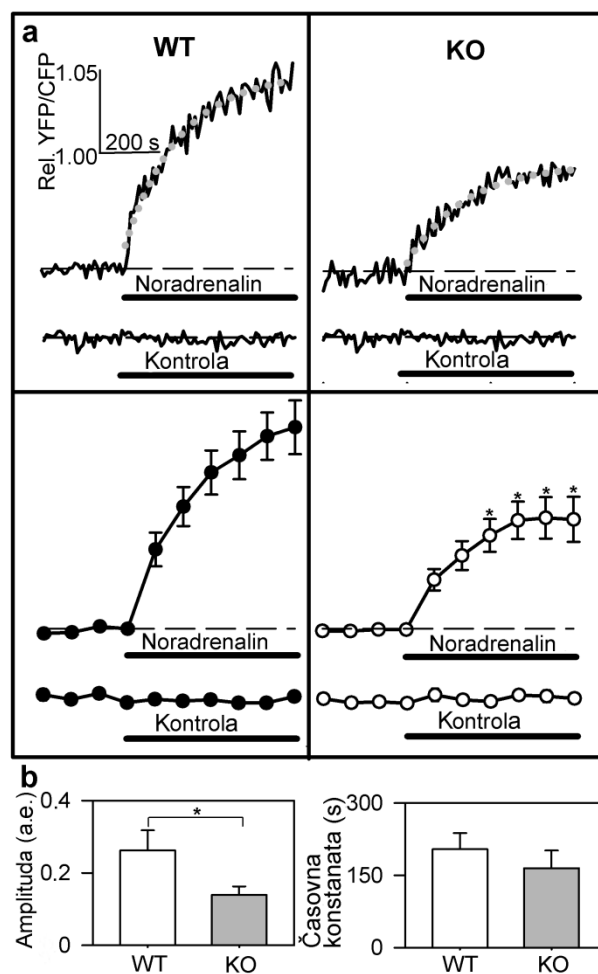 a
WT
KO
Rel. YFP/CFP
1.05
1.00
200 s
Noradrenalin
Noradrenalin
Kontrola
Kontrola
* * * *
Noradrenalin
Noradrenalin
Kontrola
Kontrola
b
Amplituda (a.e.)
0.4
0.2
0
*
WT
KO
Časovna
konstanata (s)
300
150
0
WT
KO